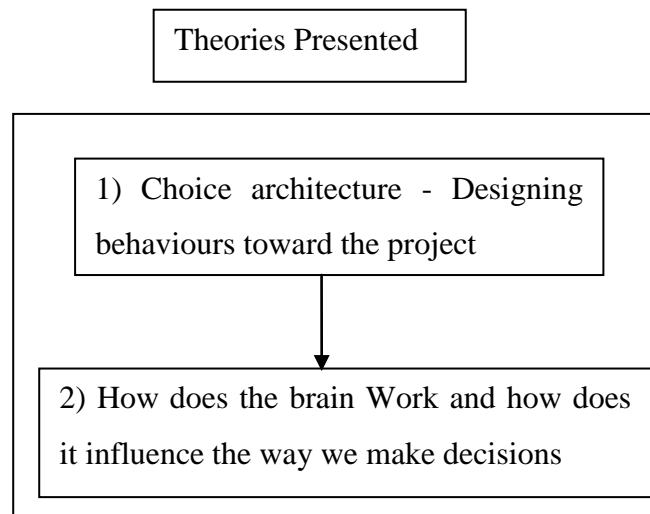 Theories Presented
1) Choice architecture - Designing
behaviours toward the project
2) How does the brain Work and how does
it influence the way we make decisions